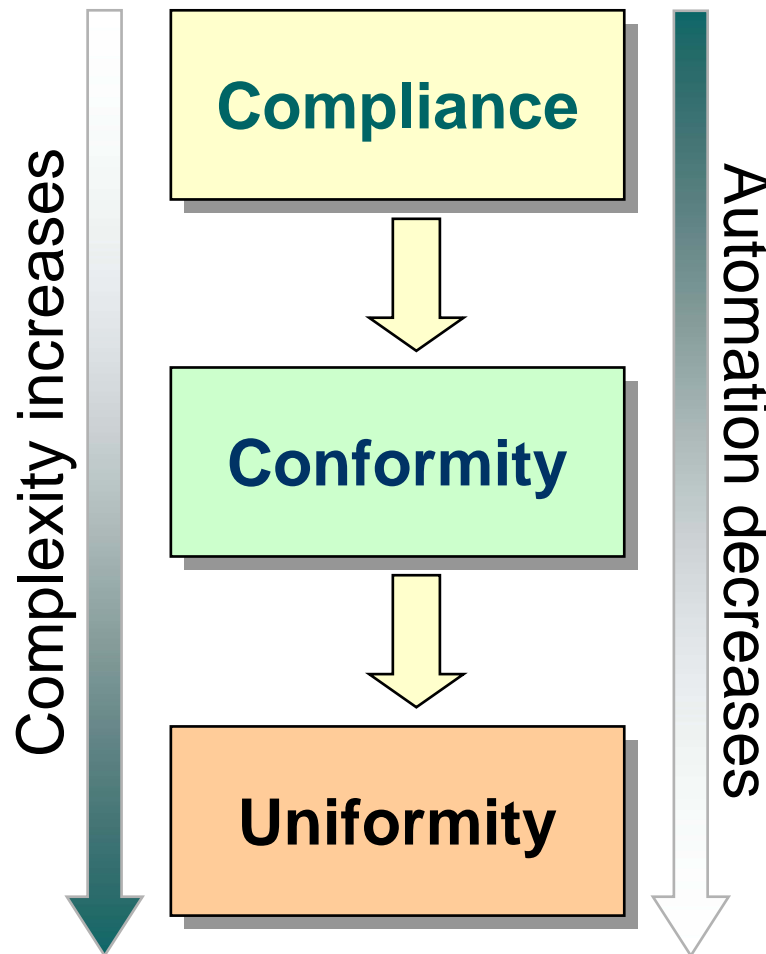 Compliance
Conformity
Uniformity
Complexity increases
Automation decreases